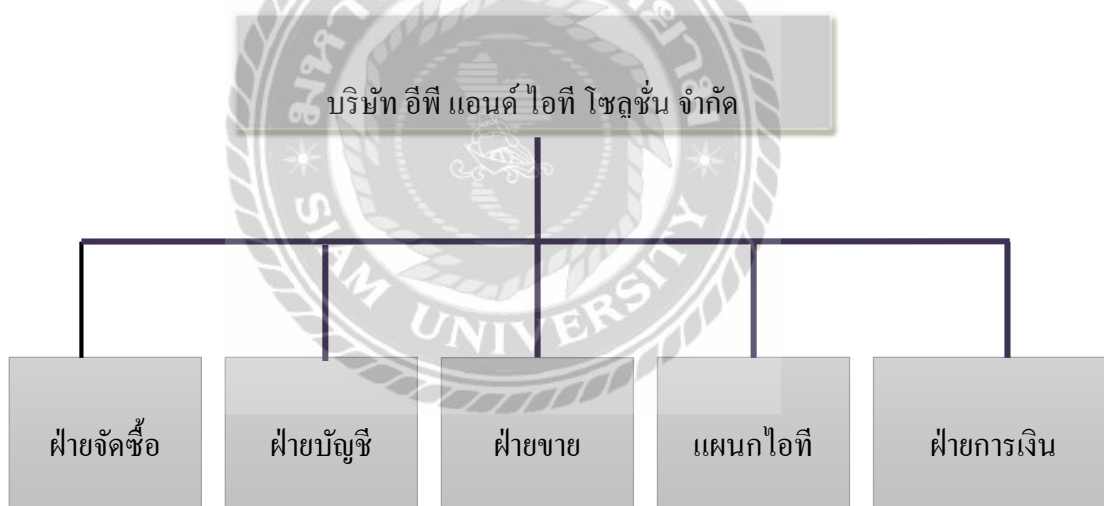 บริษัท อีพี แอนด์ ไอที โซลูชั่น จำกัด
SIAM UNIVERSITY
ฝ่ายจัดซื้อ
ฝ่ายบัญชี
ฝ่ายขาย
แผนกไอที
ฝ่ายการเงิน